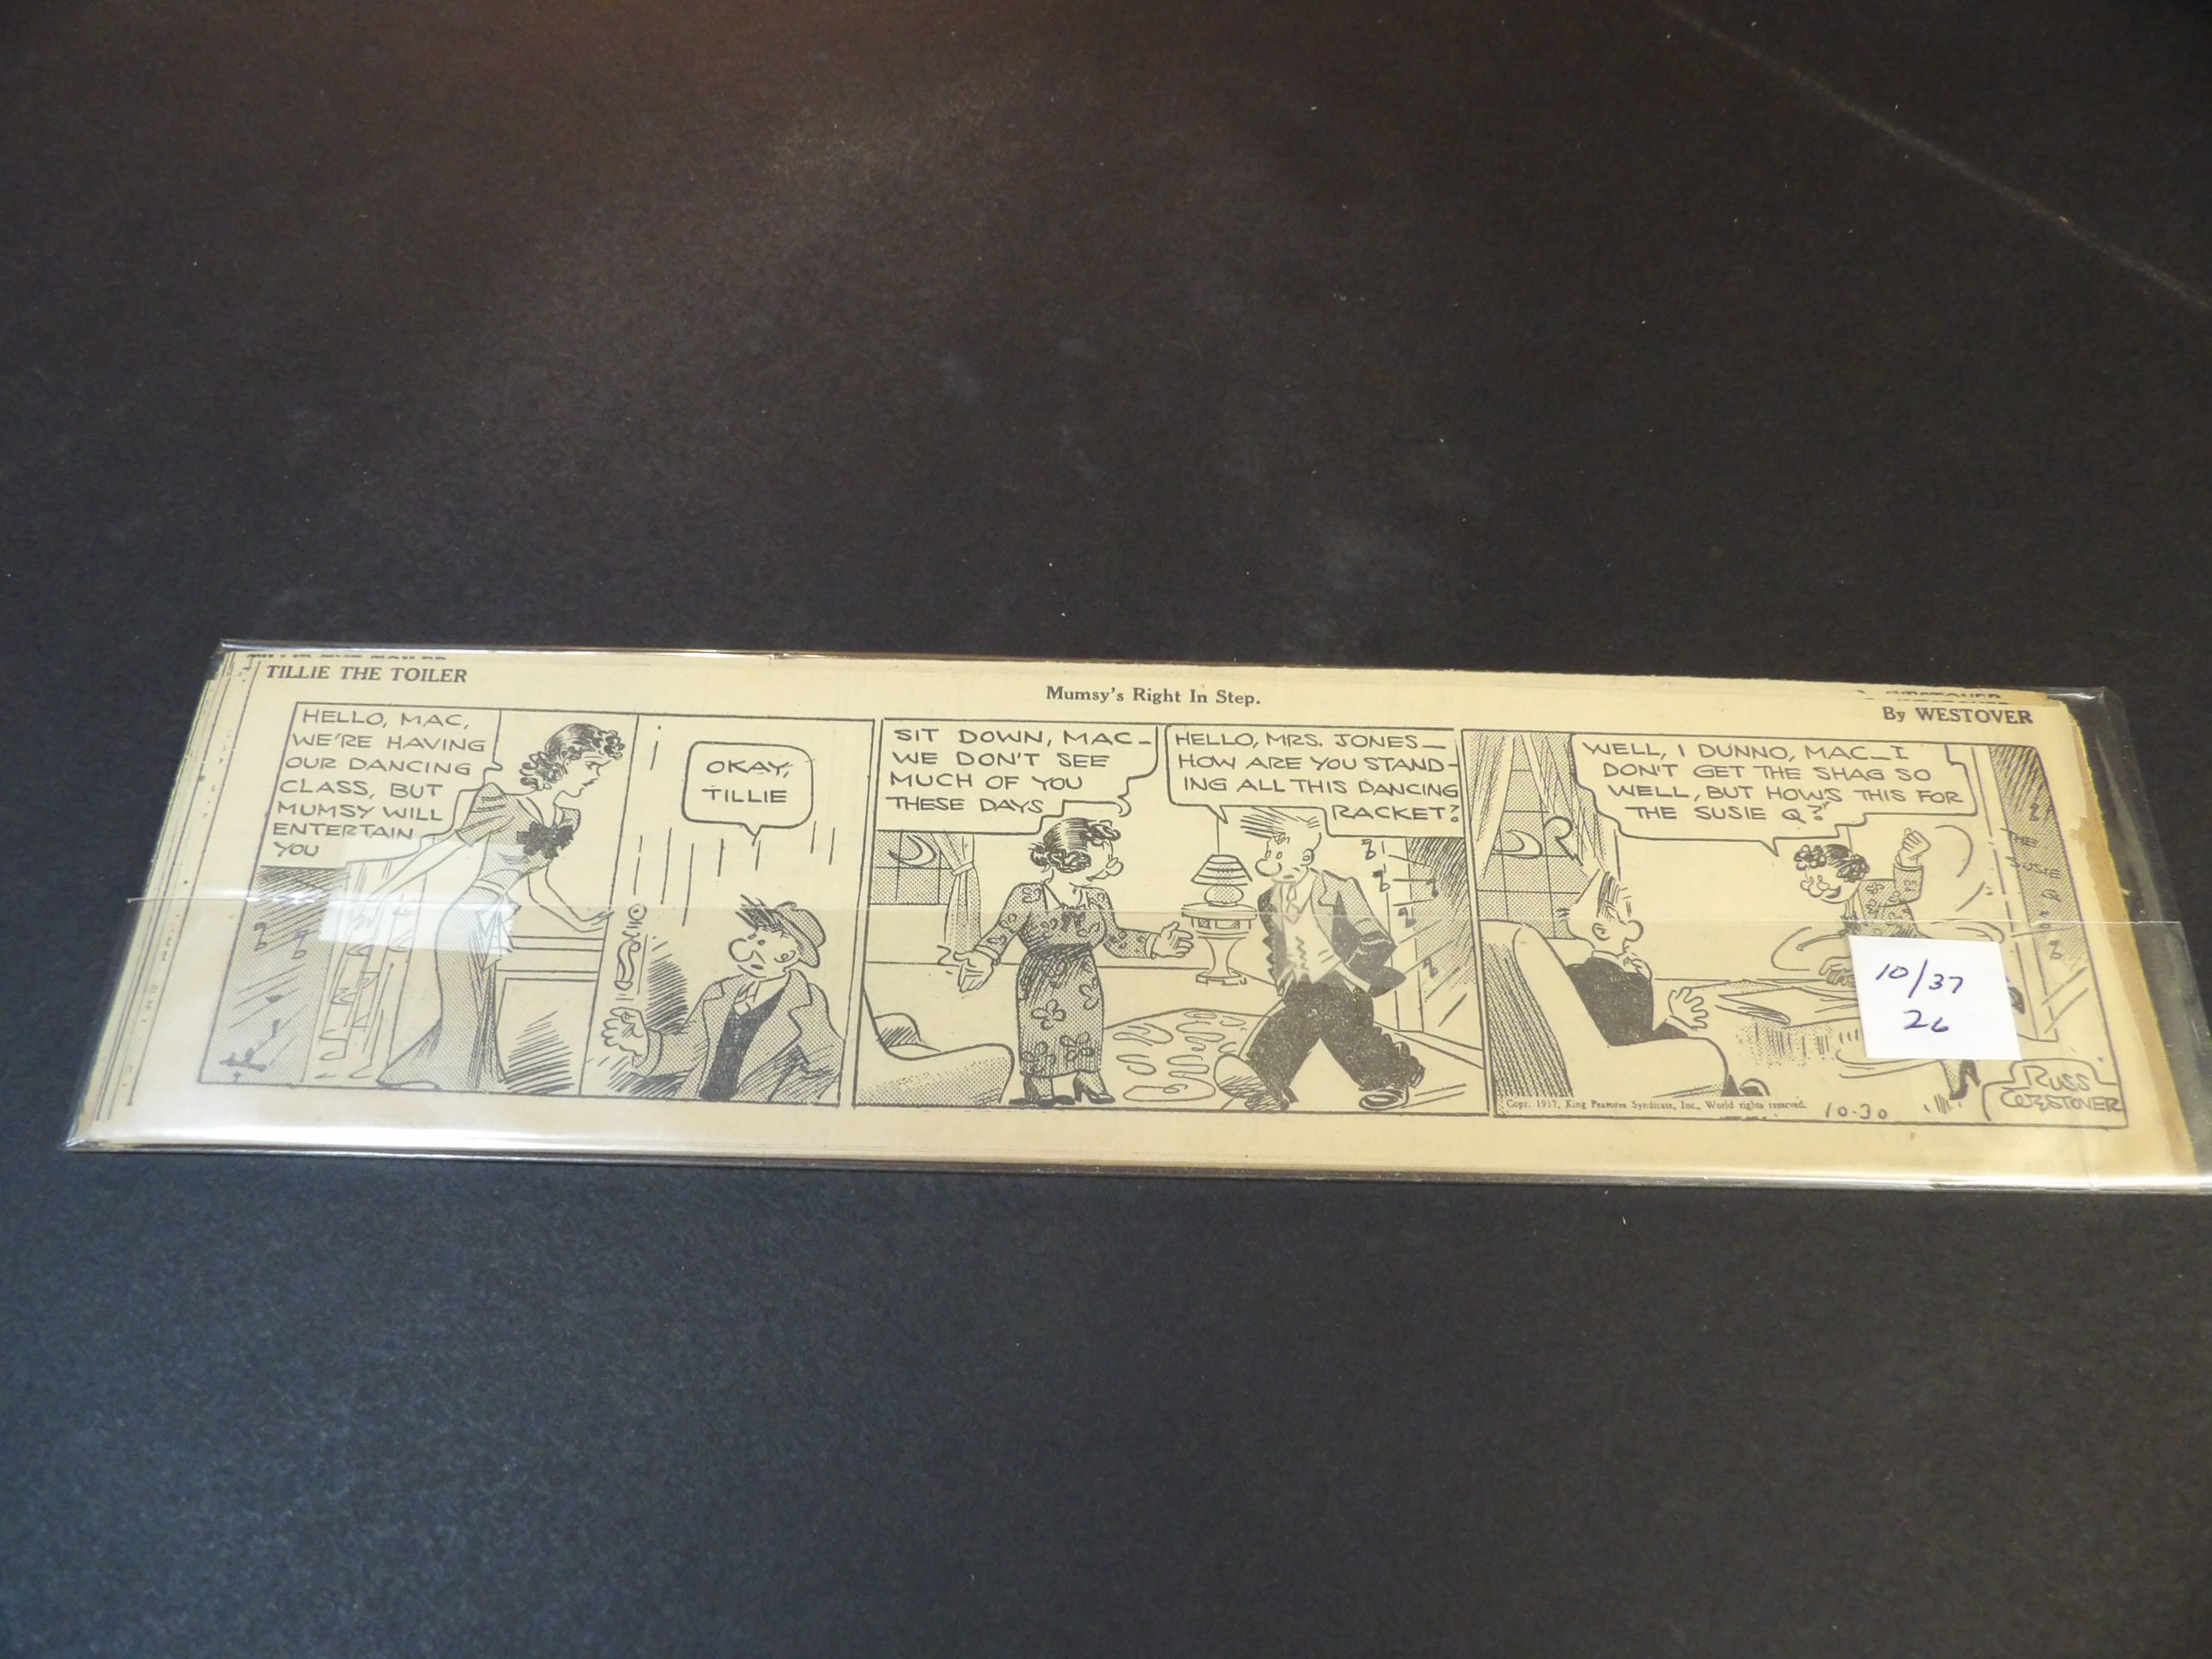 TILLIE THE TOILER
Mumsy's Right In Step.
By WESTOVER
HELLO, MAC,
WE'RE HAVING
OUR DANCING
CLASS, BUT
MUMSY WILL
ENTERTAIN
YOU
OKAY,
TILLIE
SIT DOWN, MAC—
WE DON'T SEE
MUCH OF YOU
THESE DAYS
HELLO, MRS. JONES—
HOW ARE YOU STAND-
ING ALL THIS DANCING
RACKET?
WELL, I DUNNO, MAC—I
DON'T GET THE SHAG SO
WELL, BUT HOW'S THIS FOR
THE SUSIE Q?
10/37
26
Copr. 1937, King Features Syndicate, Inc., World rights reserved.
10-30
RUSS
WESTOVER